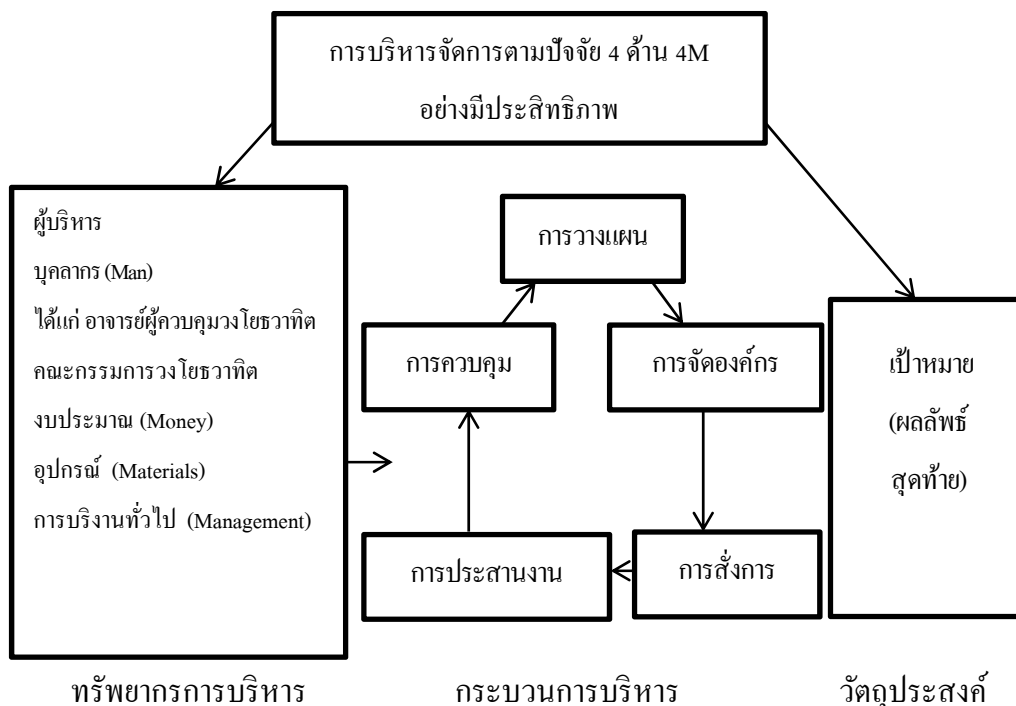 การบริหารจัดการตามปัจจัย 4 ด้าน 4M
อย่างมีประสิทธิภาพ
ผู้บริหาร
บุคลากร (Man)
ได้แก่ อาจารย์ผู้ควบคุมวงโยธวาทิต
คณะกรรมการวงโยธวาทิต
งบประมาณ (Money)
อุปกรณ์ (Materials)
การบริงานทั่วไป (Management)
การวางแผน
การควบคุม
การจัดองค์กร
การประสานงาน
การสั่งการ
เป้าหมาย
(ผลลัพธ์
สุดท้าย)
ทรัพยากรการบริหาร
กระบวนการบริหาร
วัตถุประสงค์